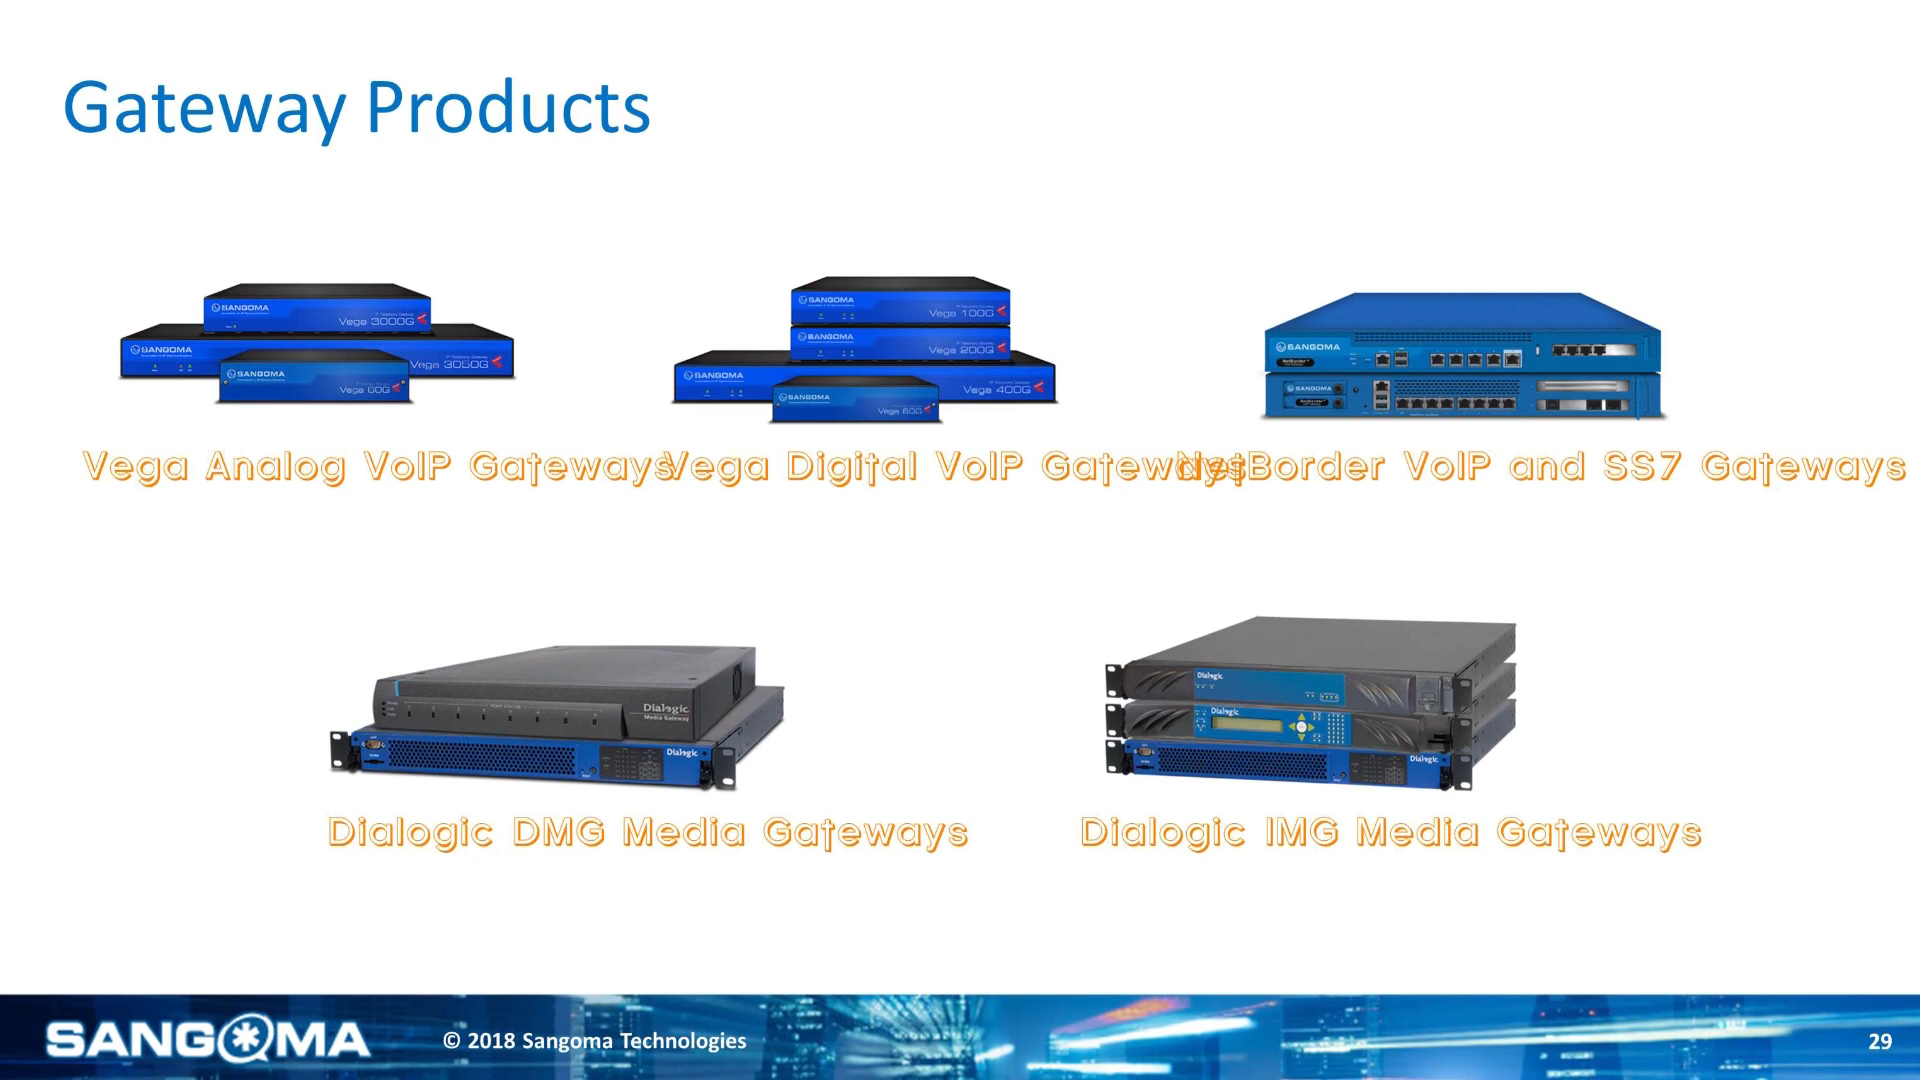 Gateway Products
SANGOMA
Vega 3000G
SANGOMA
Vega 3050G
SANGOMA
Vega 60G
SANGOMA
Vega 100G
SANGOMA
Vega 200G
SANGOMA
Vega 400G
SANGOMA
Vega 60G
SANGOMA
NetBorder
SANGOMA
NetBorder
Vega Analog VoIP Gateways
Vega Digital VoIP Gateways
NetBorder VoIP and SS7 Gateways
Dialogic
Media Gateway
Dialogic
Dialogic
Dialogic
Dialogic
Dialogic DMG Media Gateways
Dialogic IMG Media Gateways
SANGOMA
© 2018 Sangoma Technologies
29